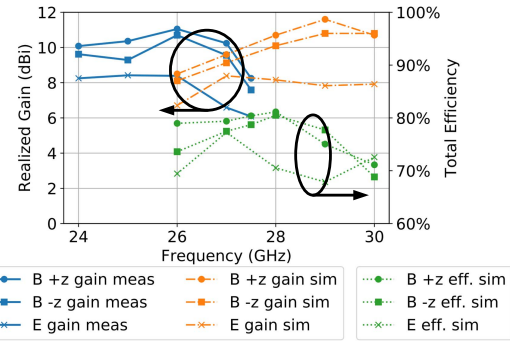 12
10
8
6
4
2
0
Realized Gain (dBi)
100%
90%
80%
70%
60%
Total Efficiency
24 26 28 30
Frequency (GHz)
B +z gain meas B +z gain sim B +z eff. sim
B -z gain meas B -z gain sim B -z eff. sim
E gain meas E gain sim E eff. sim